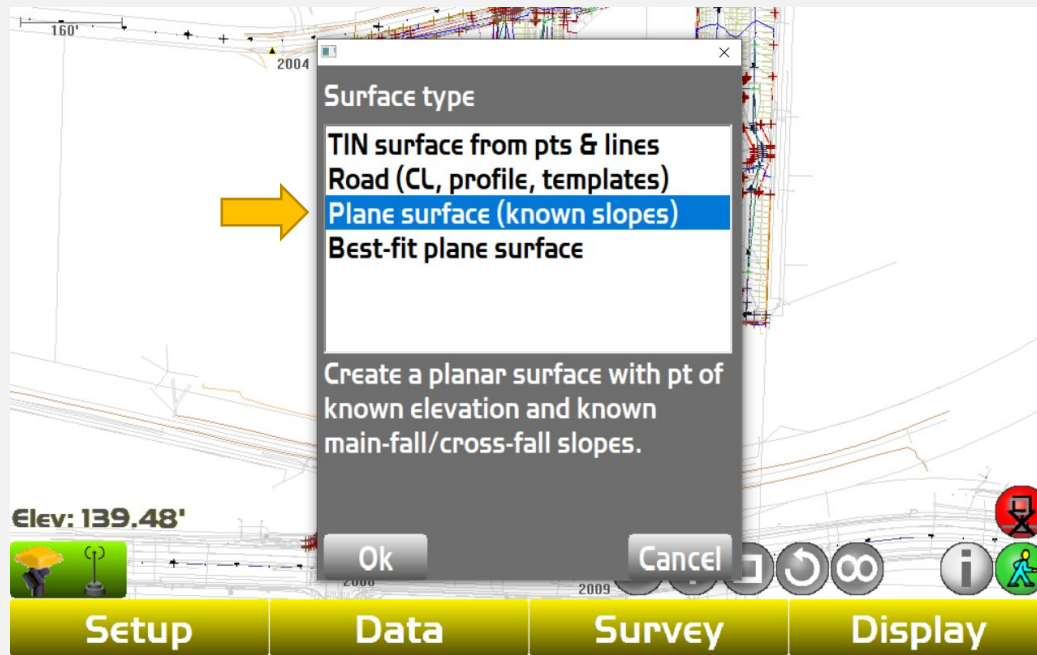 160'
2004
Surface type
TIN surface from pts & lines
Road (CL, profile, templates)
Plane surface (known slopes)
Best-fit plane surface
Create a planar surface with pt of
known elevation and known
main-fall/cross-fall slopes.
Elev: 139.48'
Ok
Cancel
2009
Setup
Data
Survey
Display